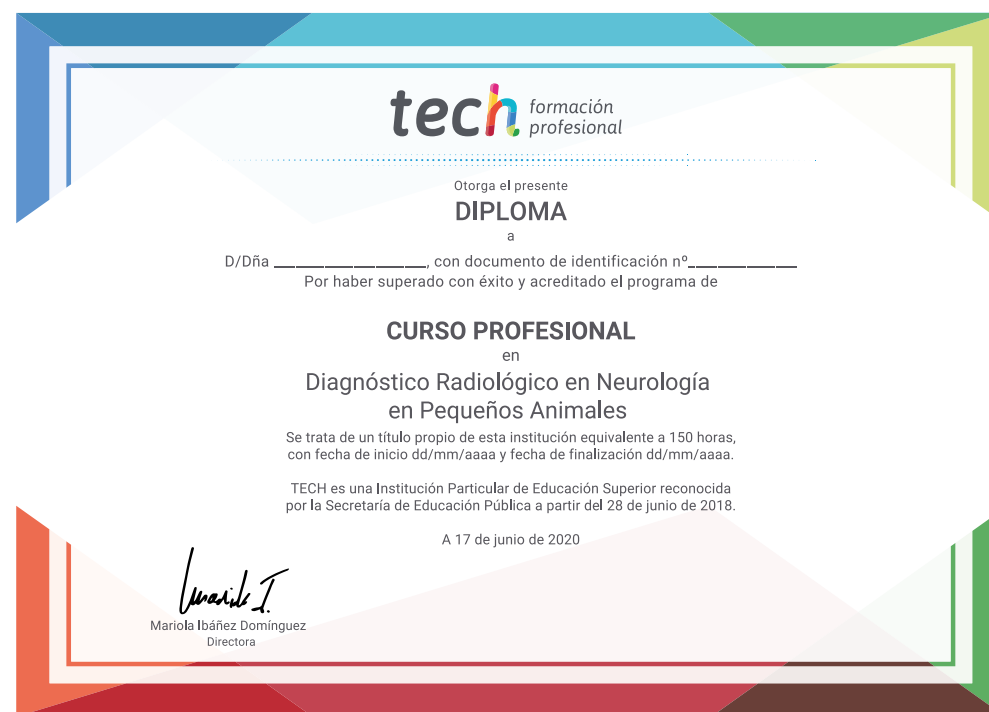 tech formación
profesional
Otorga el presente
DIPLOMA
a
D/Dña ______________, con documento de identificación nº__________
Por haber superado con éxito y acreditado el programa de
CURSO PROFESIONAL
en
Diagnóstico Radiológico en Neurología
en Pequeños Animales
Se trata de un título propio de esta institución equivalente a 150 horas,
con fecha de inicio dd/mm/aaaa y fecha de finalización dd/mm/aaaa.
TECH es una Institución Particular de Educación Superior reconocida
por la Secretaría de Educación Pública a partir del 28 de junio de 2018.
A 17 de junio de 2020
Mariola Ibáñez Domínguez
Directora